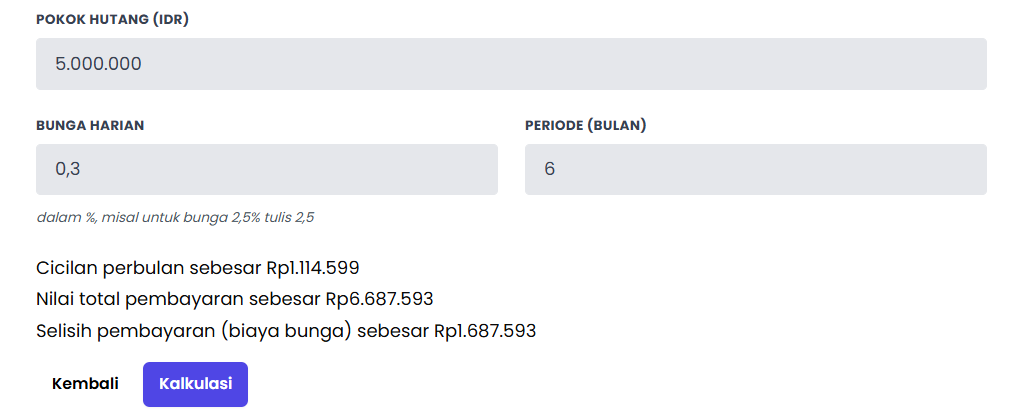 POKOK HUTANG (IDR)
5.000.000
BUNGA HARIAN
PERIODE (BULAN)
0,3
6
dalam %, misal untuk bunga 2,5% tulis 2,5
Cicilan perbulan sebesar Rp1.114.599
Nilai total pembayaran sebesar Rp6.687.593
Selisih pembayaran (biaya bunga) sebesar Rp1.687.593
Kembali
Kalkulasi